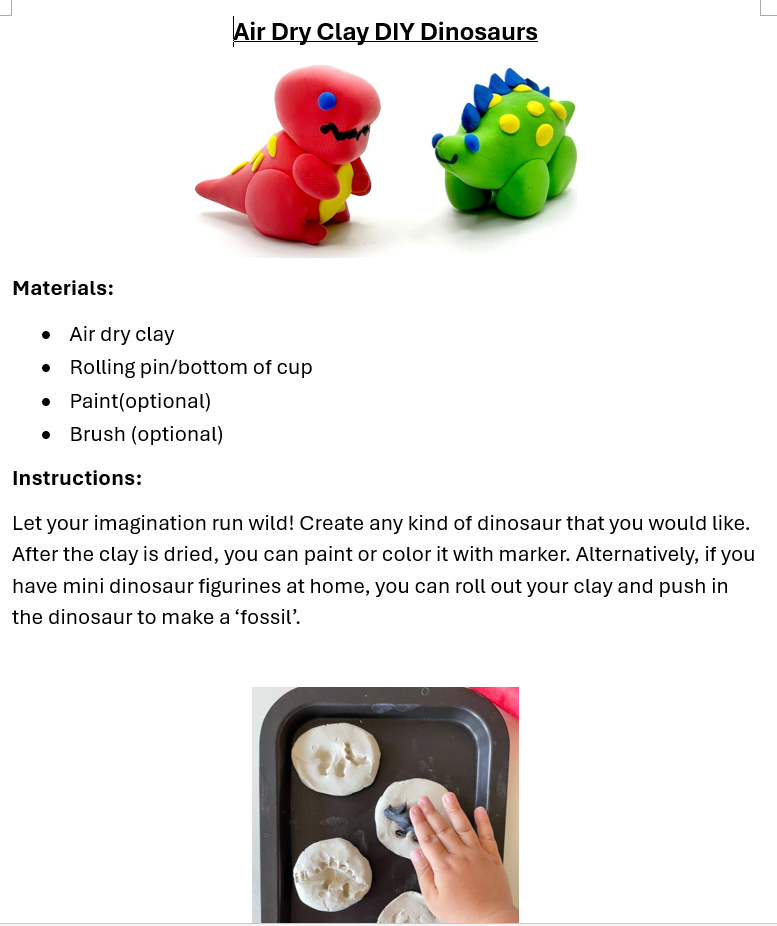 Air Dry Clay DIY Dinosaurs
Materials:
• Air dry clay
• Rolling pin/bottom of cup
• Paint(optional)
• Brush (optional)
Instructions:
Let your imagination run wild! Create any kind of dinosaur that you would like.
After the clay is dried, you can paint or color it with marker. Alternatively, if you
have mini dinosaur figurines at home, you can roll out your clay and push in
the dinosaur to make a ‘fossil’.